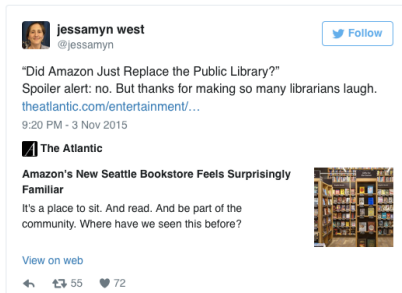 jessamyn west
@jessamyn
Follow
“Did Amazon Just Replace the Public Library?”
Spoiler alert: no. But thanks for making so many librarians laugh.
theatlantic.com/entertainment/…
9:20 PM - 3 Nov 2015
The Atlantic
Amazon's New Seattle Bookstore Feels Surprisingly
Familiar
It's a place to sit. And read. And be part of the
community. Where have we seen this before?
View on web
55 72